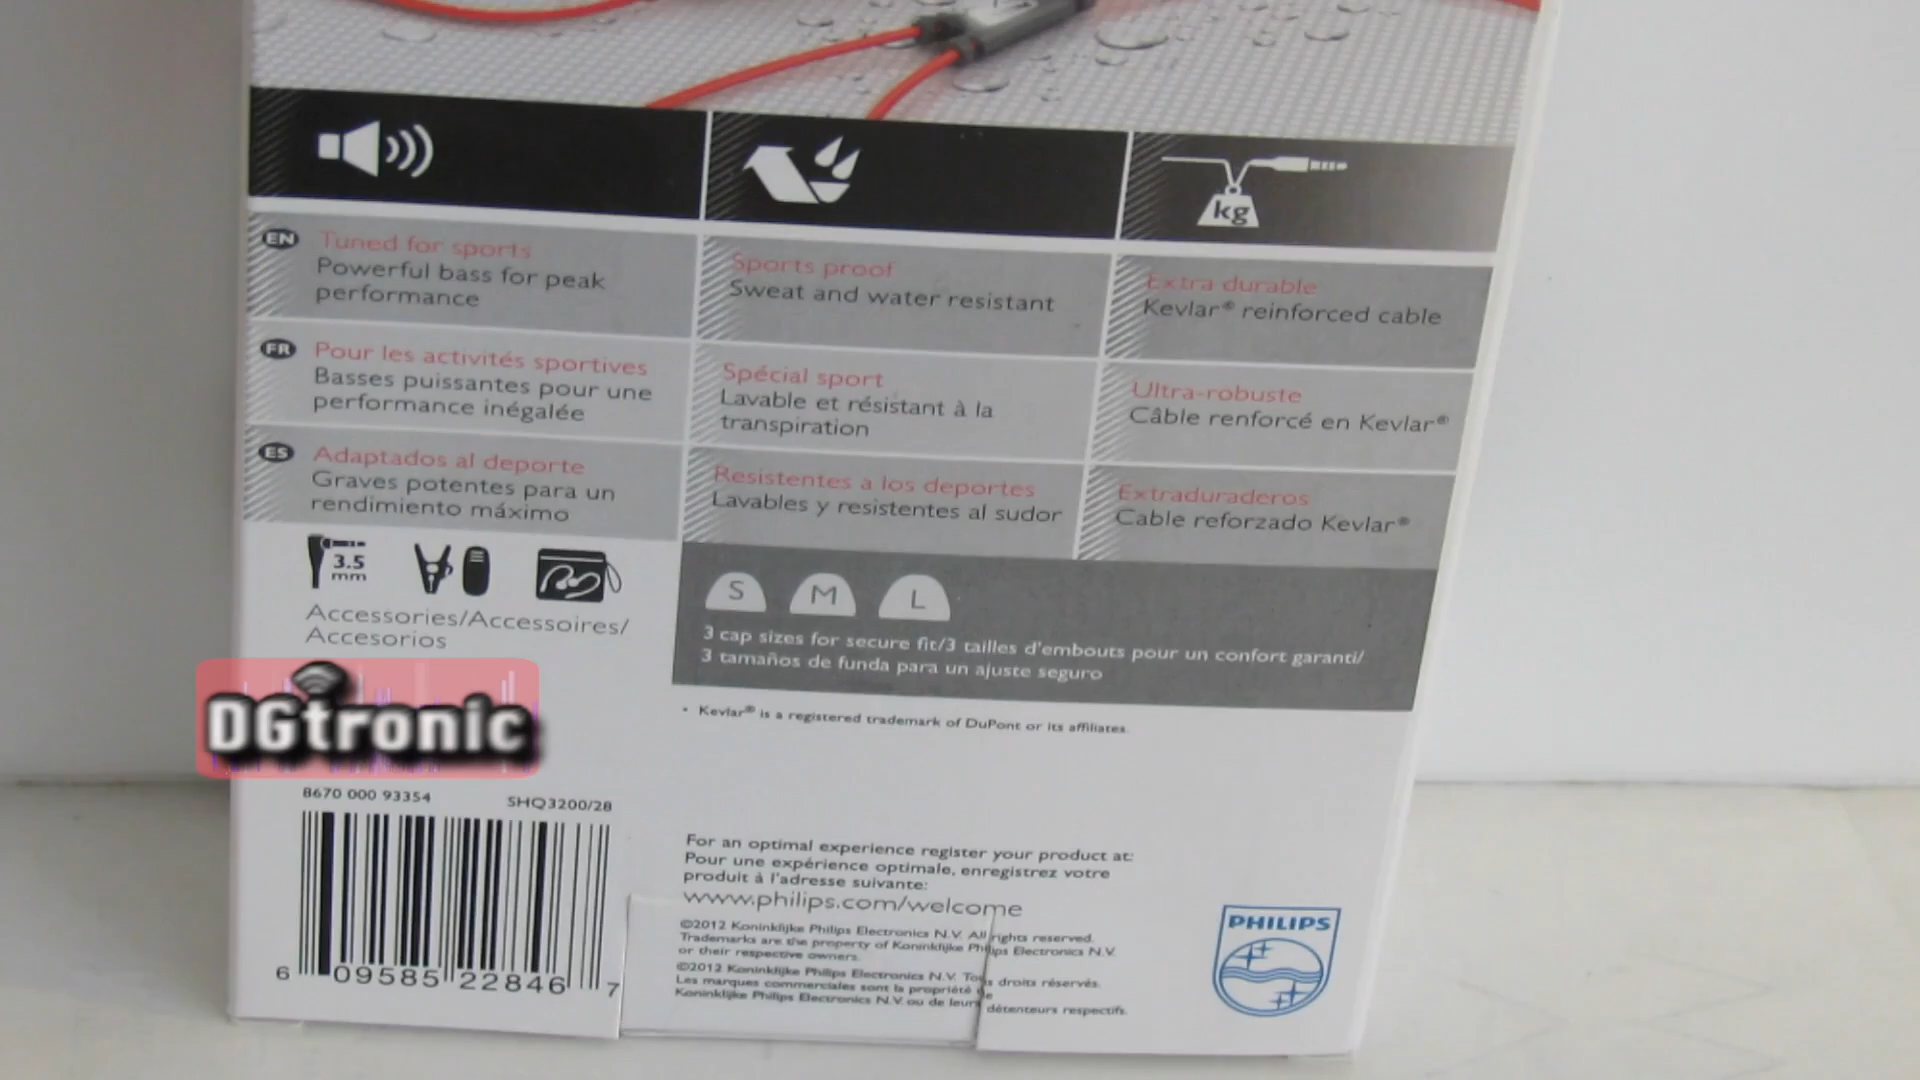 kg
EN
Tuned for sports
Powerful bass for peak
performance
Sports proof
Sweat and water resistant
Extra durable
Kevlar® reinforced cable
FR
Pour les activités sportives
Basses puissantes pour une
performance inégalée
Spécial sport
Lavable et résistant à la
transpiration
Ultra-robuste
Câble renforcé en Kevlar®
ES
Adaptados al deporte
Graves potentes para un
rendimiento máximo
Resistentes a los deportes
Lavables y resistentes al sudor
Extraduraderos
Cable reforzado Kevlar®
3.5
mm
Accessories/Accessoires/
Accesorios
S M L
3 cap sizes for secure fit/3 tailles d'embouts pour un confort garanti/
3 tamaños de funda para un ajuste seguro
• Kevlar® is a registered trademark of DuPont or its affiliates.
DGtronic
8670 000 93354
SHQ3200/28
6 09585 22846 7
For an optimal experience register your product at:
Pour une expérience optimale, enregistrez votre
produit à l'adresse suivante:
www.philips.com/welcome
©2012 Koninklijke Philips Electronics N.V. All rights reserved.
Trademarks are the property of Koninklijke Philips Electronics N.V.
or their respective owners.
©2012 Koninklijke Philips Electronics N.V. Tous droits réservés.
Les marques commerciales sont la propriété de
Koninklijke Philips Electronics N.V. ou de leurs détenteurs respectifs.
PHILIPS